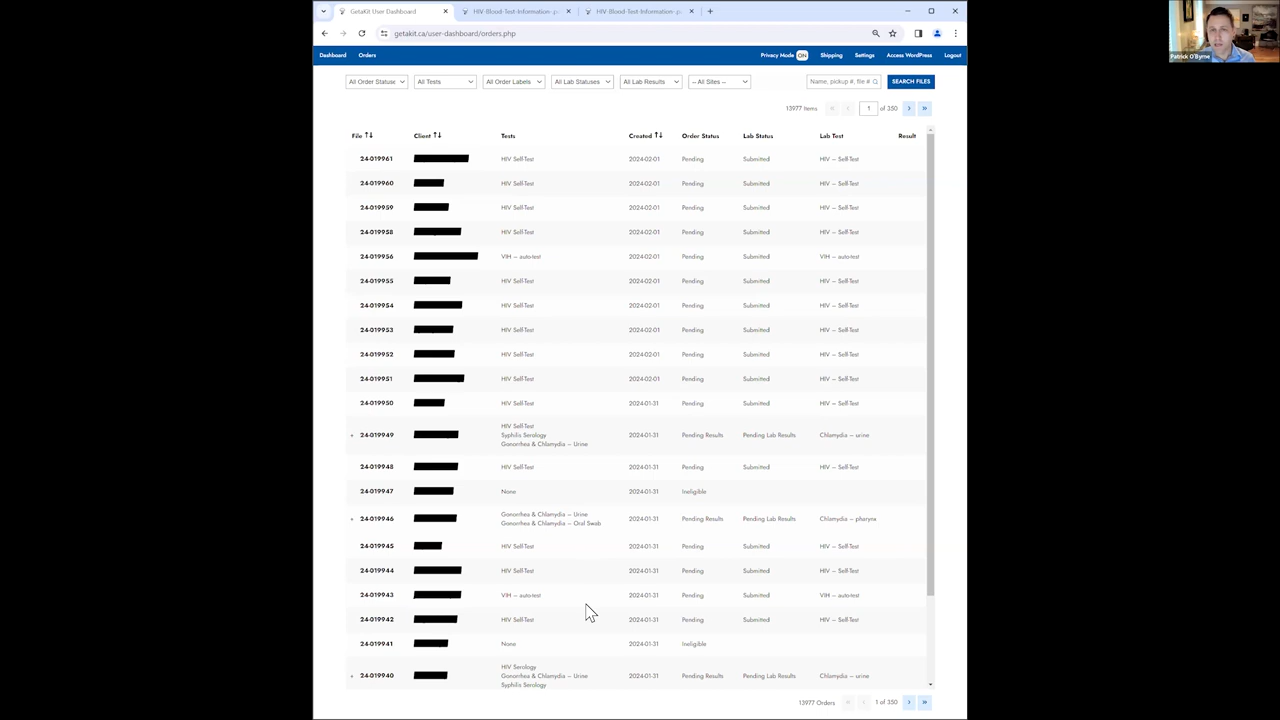 GetaKit User Dashboard
HIV-Blood-Test-Information-.p
HIV-Blood-Test-Information-.p
getakit.ca/user-dashboard/orders.php
Dashboard Orders Privacy Mode ON Shipping Settings Access WordPress Logout
All Order Statuse All Tests All Order Labels All Lab Statuses All Lab Results -- All Sites -- Name, pickup #, file # SEARCH FILES
13977 Items 1 of 350
File Client Tests Created Order Status Lab Status Lab Test Result
24-019961 HIV Self-Test 2024-02-01 Pending Submitted HIV – Self-Test
24-019960 HIV Self-Test 2024-02-01 Pending Submitted HIV – Self-Test
24-019959 HIV Self-Test 2024-02-01 Pending Submitted HIV – Self-Test
24-019958 HIV Self-Test 2024-02-01 Pending Submitted HIV – Self-Test
24-019956 VIH – auto-test 2024-02-01 Pending Submitted VIH – auto-test
24-019955 HIV Self-Test 2024-02-01 Pending Submitted HIV – Self-Test
24-019954 HIV Self-Test 2024-02-01 Pending Submitted HIV – Self-Test
24-019953 HIV Self-Test 2024-02-01 Pending Submitted HIV – Self-Test
24-019952 HIV Self-Test 2024-02-01 Pending Submitted HIV – Self-Test
24-019951 HIV Self-Test 2024-02-01 Pending Submitted HIV – Self-Test
24-019950 HIV Self-Test 2024-01-31 Pending Submitted HIV – Self-Test
HIV Self-Test
24-019949 Syphilis Serology 2024-01-31 Pending Results Pending Lab Results Chlamydia – urine
Gonorrhea & Chlamydia – Urine
24-019948 HIV Self-Test 2024-01-31 Pending Submitted HIV – Self-Test
24-019947 None 2024-01-31 Ineligible
Gonorrhea & Chlamydia – Urine
24-019946 2024-01-31 Pending Results Pending Lab Results Chlamydia – pharynx
Gonorrhea & Chlamydia – Oral Swab
24-019945 HIV Self-Test 2024-01-31 Pending Submitted HIV – Self-Test
24-019944 HIV Self-Test 2024-01-31 Pending Submitted HIV – Self-Test
24-019943 VIH – auto-test 2024-01-31 Pending Submitted VIH – auto-test
24-019942 HIV Self-Test 2024-01-31 Pending Submitted HIV – Self-Test
24-019941 None 2024-01-31 Ineligible
HIV Serology
24-019940 Gonorrhea & Chlamydia – Urine 2024-01-31 Pending Results Pending Lab Results Chlamydia – urine
Syphilis Serology
13977 Orders 1 of 350
Patrick O'Byrne